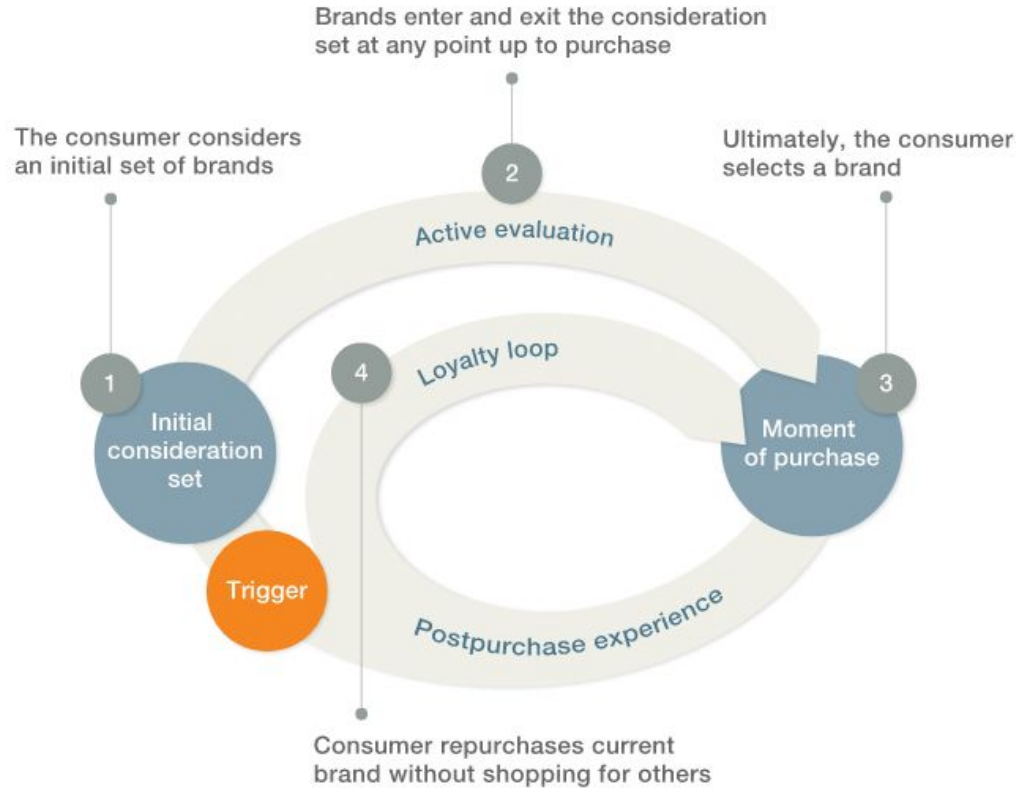 Brands enter and exit the consideration
set at any point up to purchase
The consumer considers
an initial set of brands
Ultimately, the consumer
selects a brand
2
Active evaluation
1
Initial
consideration
set
4
Loyalty loop
3
Moment
of purchase
Trigger
Postpurchase experience
Consumer repurchases current
brand without shopping for others